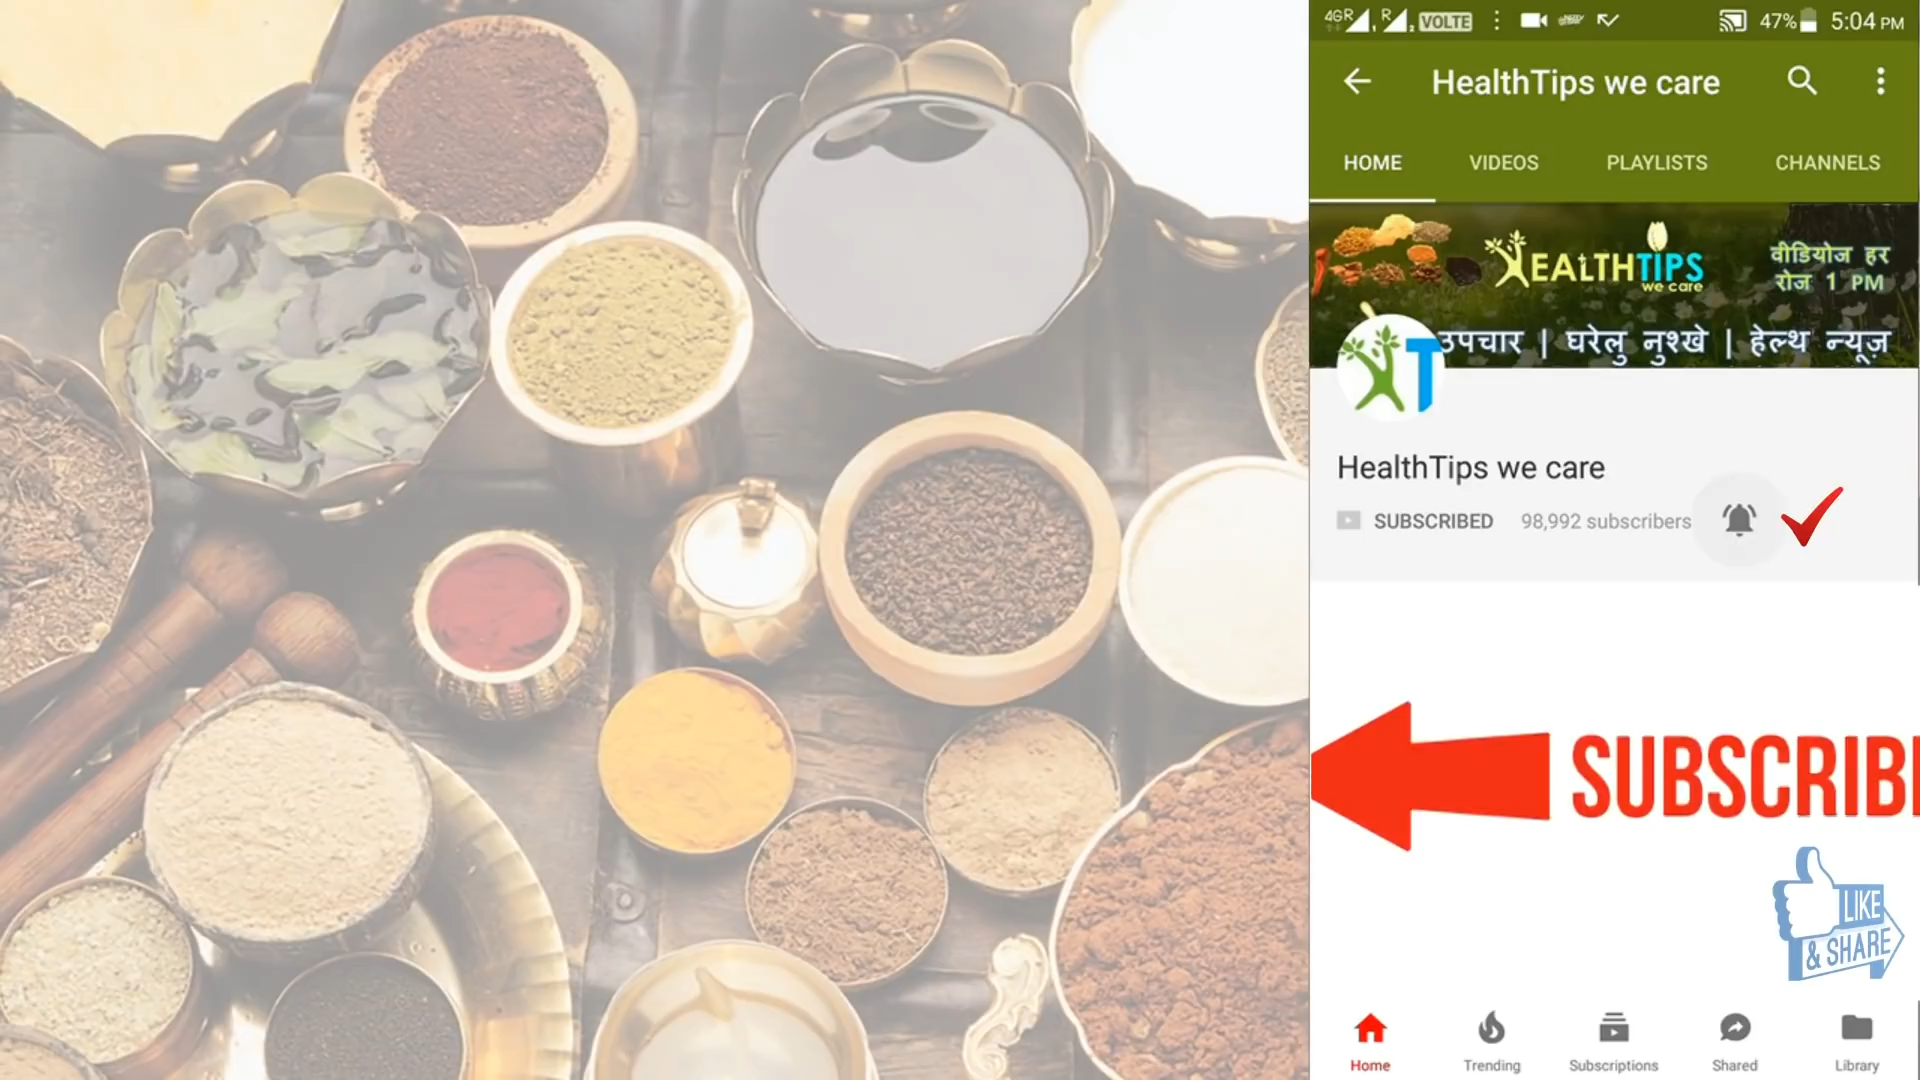 4G R R VOLTE 47% 5:04 PM
HealthTips we care
HOME VIDEOS PLAYLISTS CHANNELS
HEALTHTIPS
we care
वीडियोज हर
रोज 1 PM
उपचार | घरेलु नुश्खे | हेल्थ न्यूज़
T
HealthTips we care
SUBSCRIBED 98,992 subscribers
SUBSCRIB
LIKE
& SHARE
Home Trending Subscriptions Shared Library